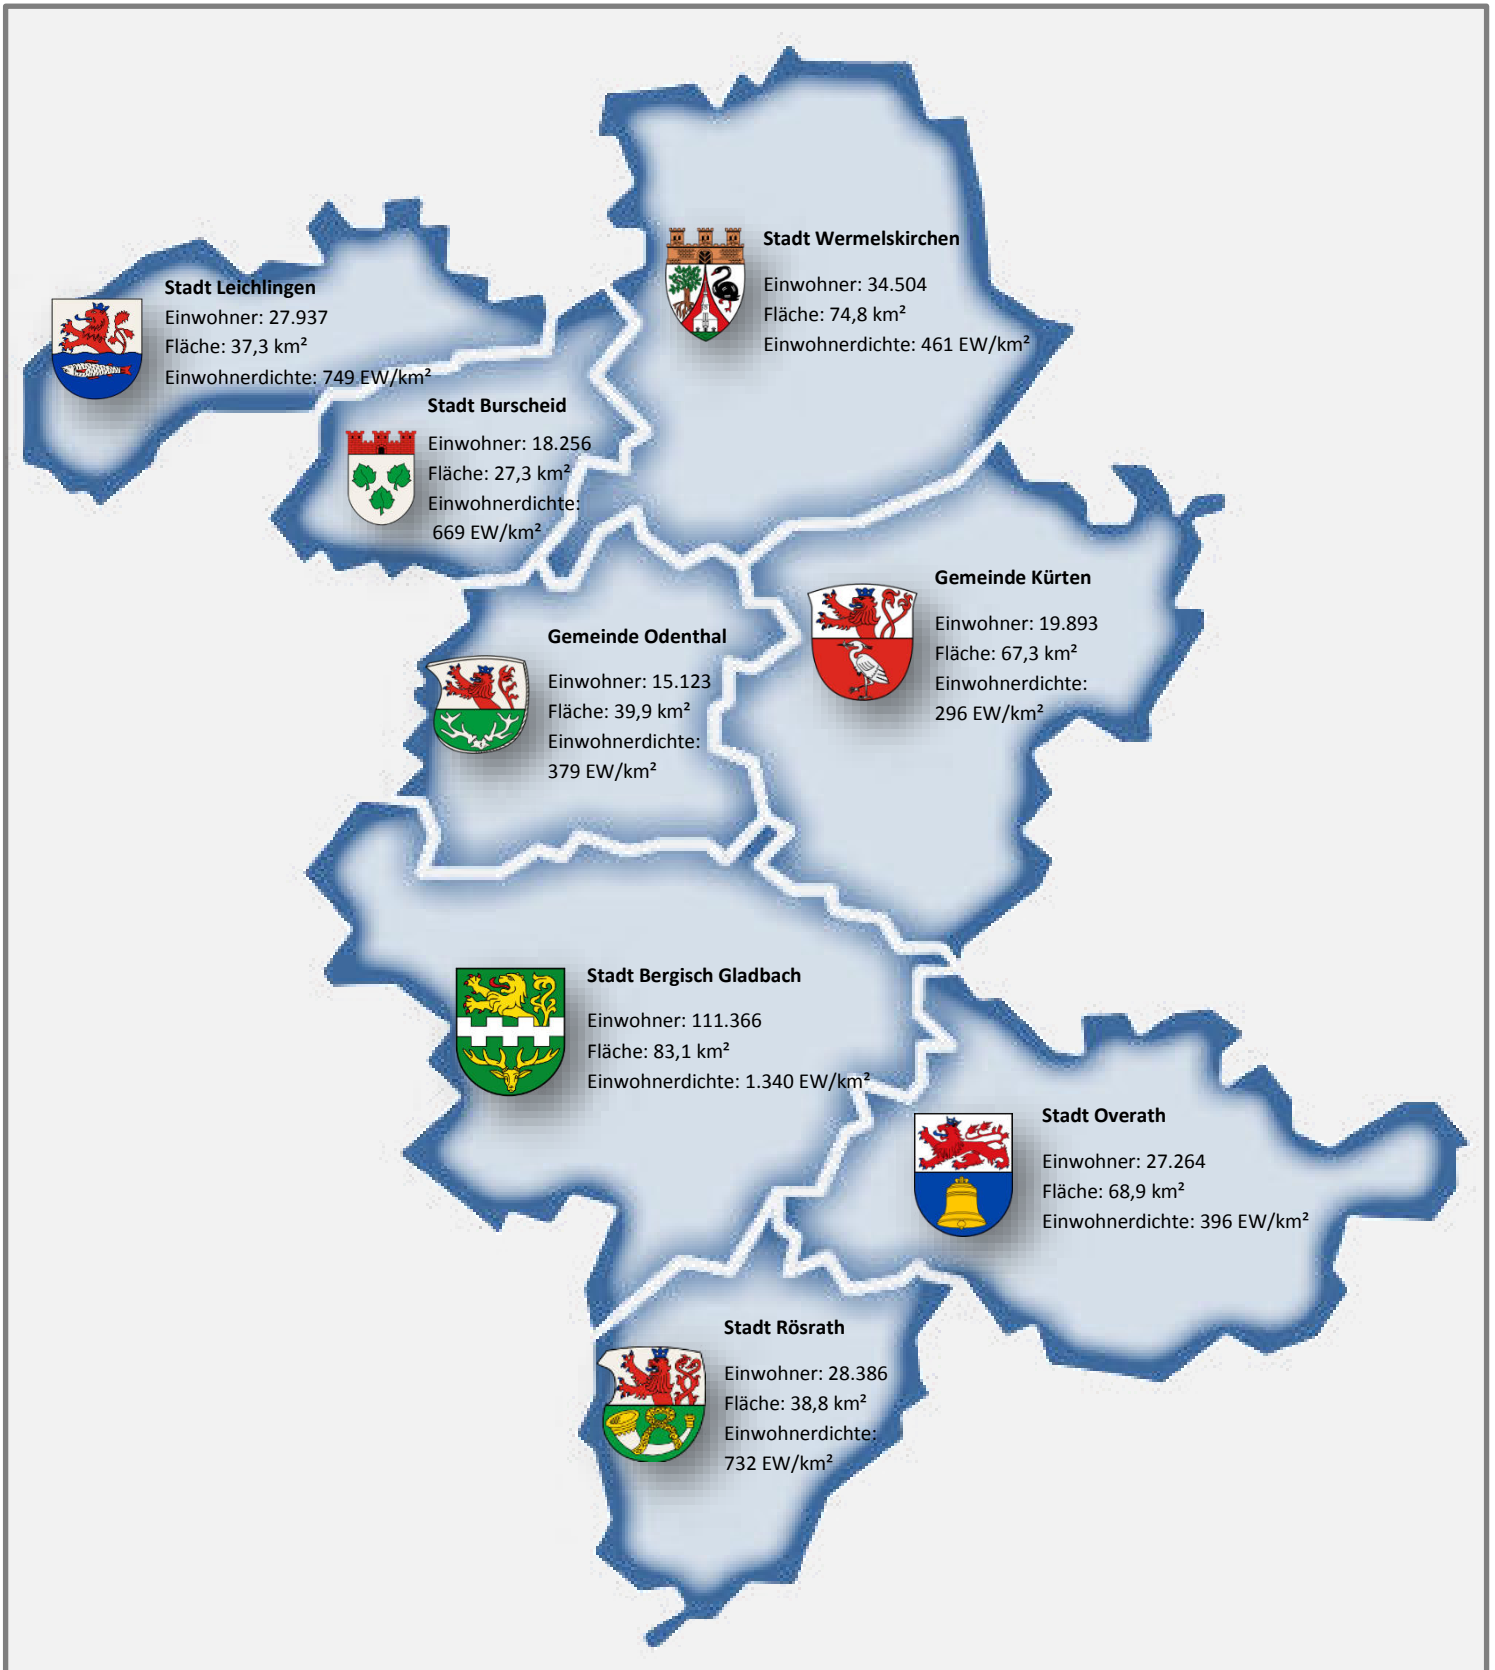 Stadt Wermelskirchen
Einwohner: 34.504
Fläche: 74,8 km²
Einwohnerdichte: 461 EW/km²
Stadt Leichlingen
Einwohner: 27.937
Fläche: 37,3 km²
Einwohnerdichte: 749 EW/km²
Stadt Burscheid
Einwohner: 18.256
Fläche: 27,3 km²
Einwohnerdichte:
669 EW/km²
Gemeinde Kürten
Einwohner: 19.893
Fläche: 67,3 km²
Einwohnerdichte:
296 EW/km²
Gemeinde Odenthal
Einwohner: 15.123
Fläche: 39,9 km²
Einwohnerdichte:
379 EW/km²
Stadt Bergisch Gladbach
Einwohner: 111.366
Fläche: 83,1 km²
Einwohnerdichte: 1.340 EW/km²
Stadt Overath
Einwohner: 27.264
Fläche: 68,9 km²
Einwohnerdichte: 396 EW/km²
Stadt Rösrath
Einwohner: 28.386
Fläche: 38,8 km²
Einwohnerdichte:
732 EW/km²